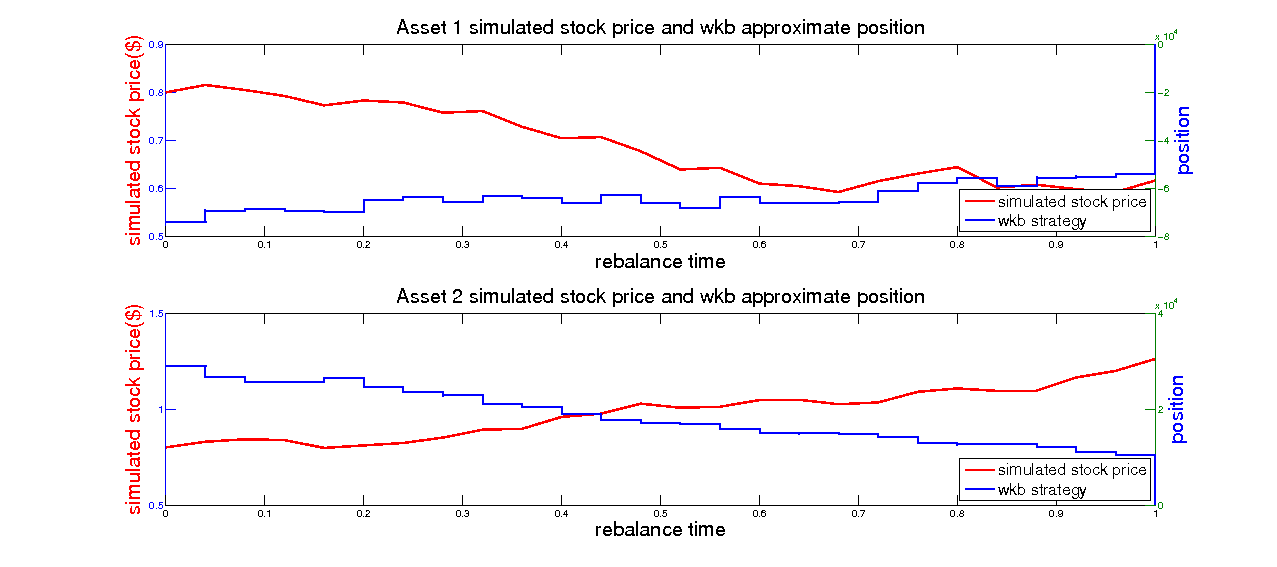 Asset 1 simulated stock price and wkb approximate position
x 10^4
simulated stock price($)
0.9
0.8
0.7
0.6
0.5
0
-2
-4
-6
-8
position
simulated stock price
wkb strategy
0 0.1 0.2 0.3 0.4 0.5 0.6 0.7 0.8 0.9 1
rebalance time
Asset 2 simulated stock price and wkb approximate position
x 10^4
simulated stock price($)
1.5
1
0.5
4
2
0
position
simulated stock price
wkb strategy
0 0.1 0.2 0.3 0.4 0.5 0.6 0.7 0.8 0.9 1
rebalance time